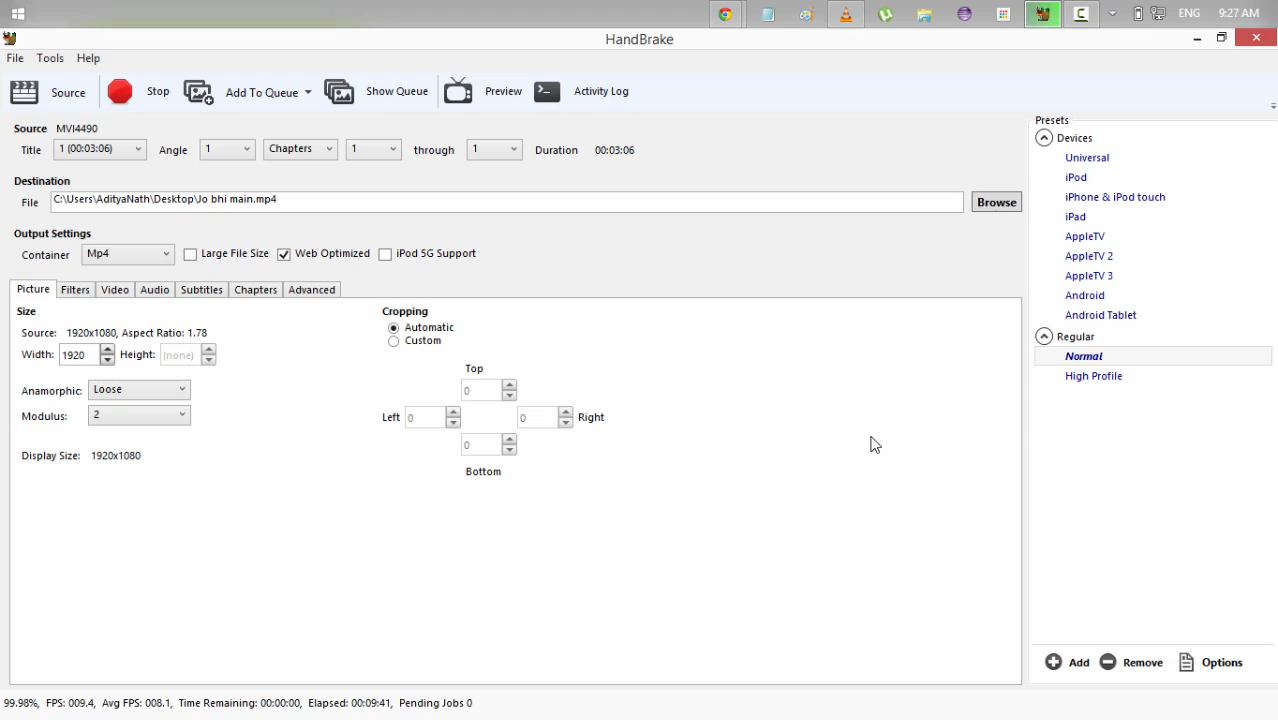 ENG 9:27 AM
HandBrake
File Tools Help
Source Stop Add To Queue Show Queue Preview Activity Log
Source MVI4490
Title 1 (00:03:06) Angle 1 Chapters 1 through 1 Duration 00:03:06
Destination
File C:\Users\AdityaNath\Desktop\Jo bhi main.mp4 Browse
Output Settings
Container Mp4 Large File Size Web Optimized iPod 5G Support
Picture Filters Video Audio Subtitles Chapters Advanced
Size
Source: 1920x1080, Aspect Ratio: 1.78
Width: 1920 Height: (none)
Anamorphic: Loose
Modulus: 2
Display Size: 1920x1080
Cropping
Automatic
Custom
Top
0
Left 0 0 Right
0
Bottom
Presets
Devices
Universal
iPod
iPhone & iPod touch
iPad
AppleTV
AppleTV 2
AppleTV 3
Android
Android Tablet
Regular
Normal
High Profile
Add Remove Options
99.98%, FPS: 009.4, Avg FPS: 008.1, Time Remaining: 00:00:00, Elapsed: 00:09:41, Pending Jobs 0